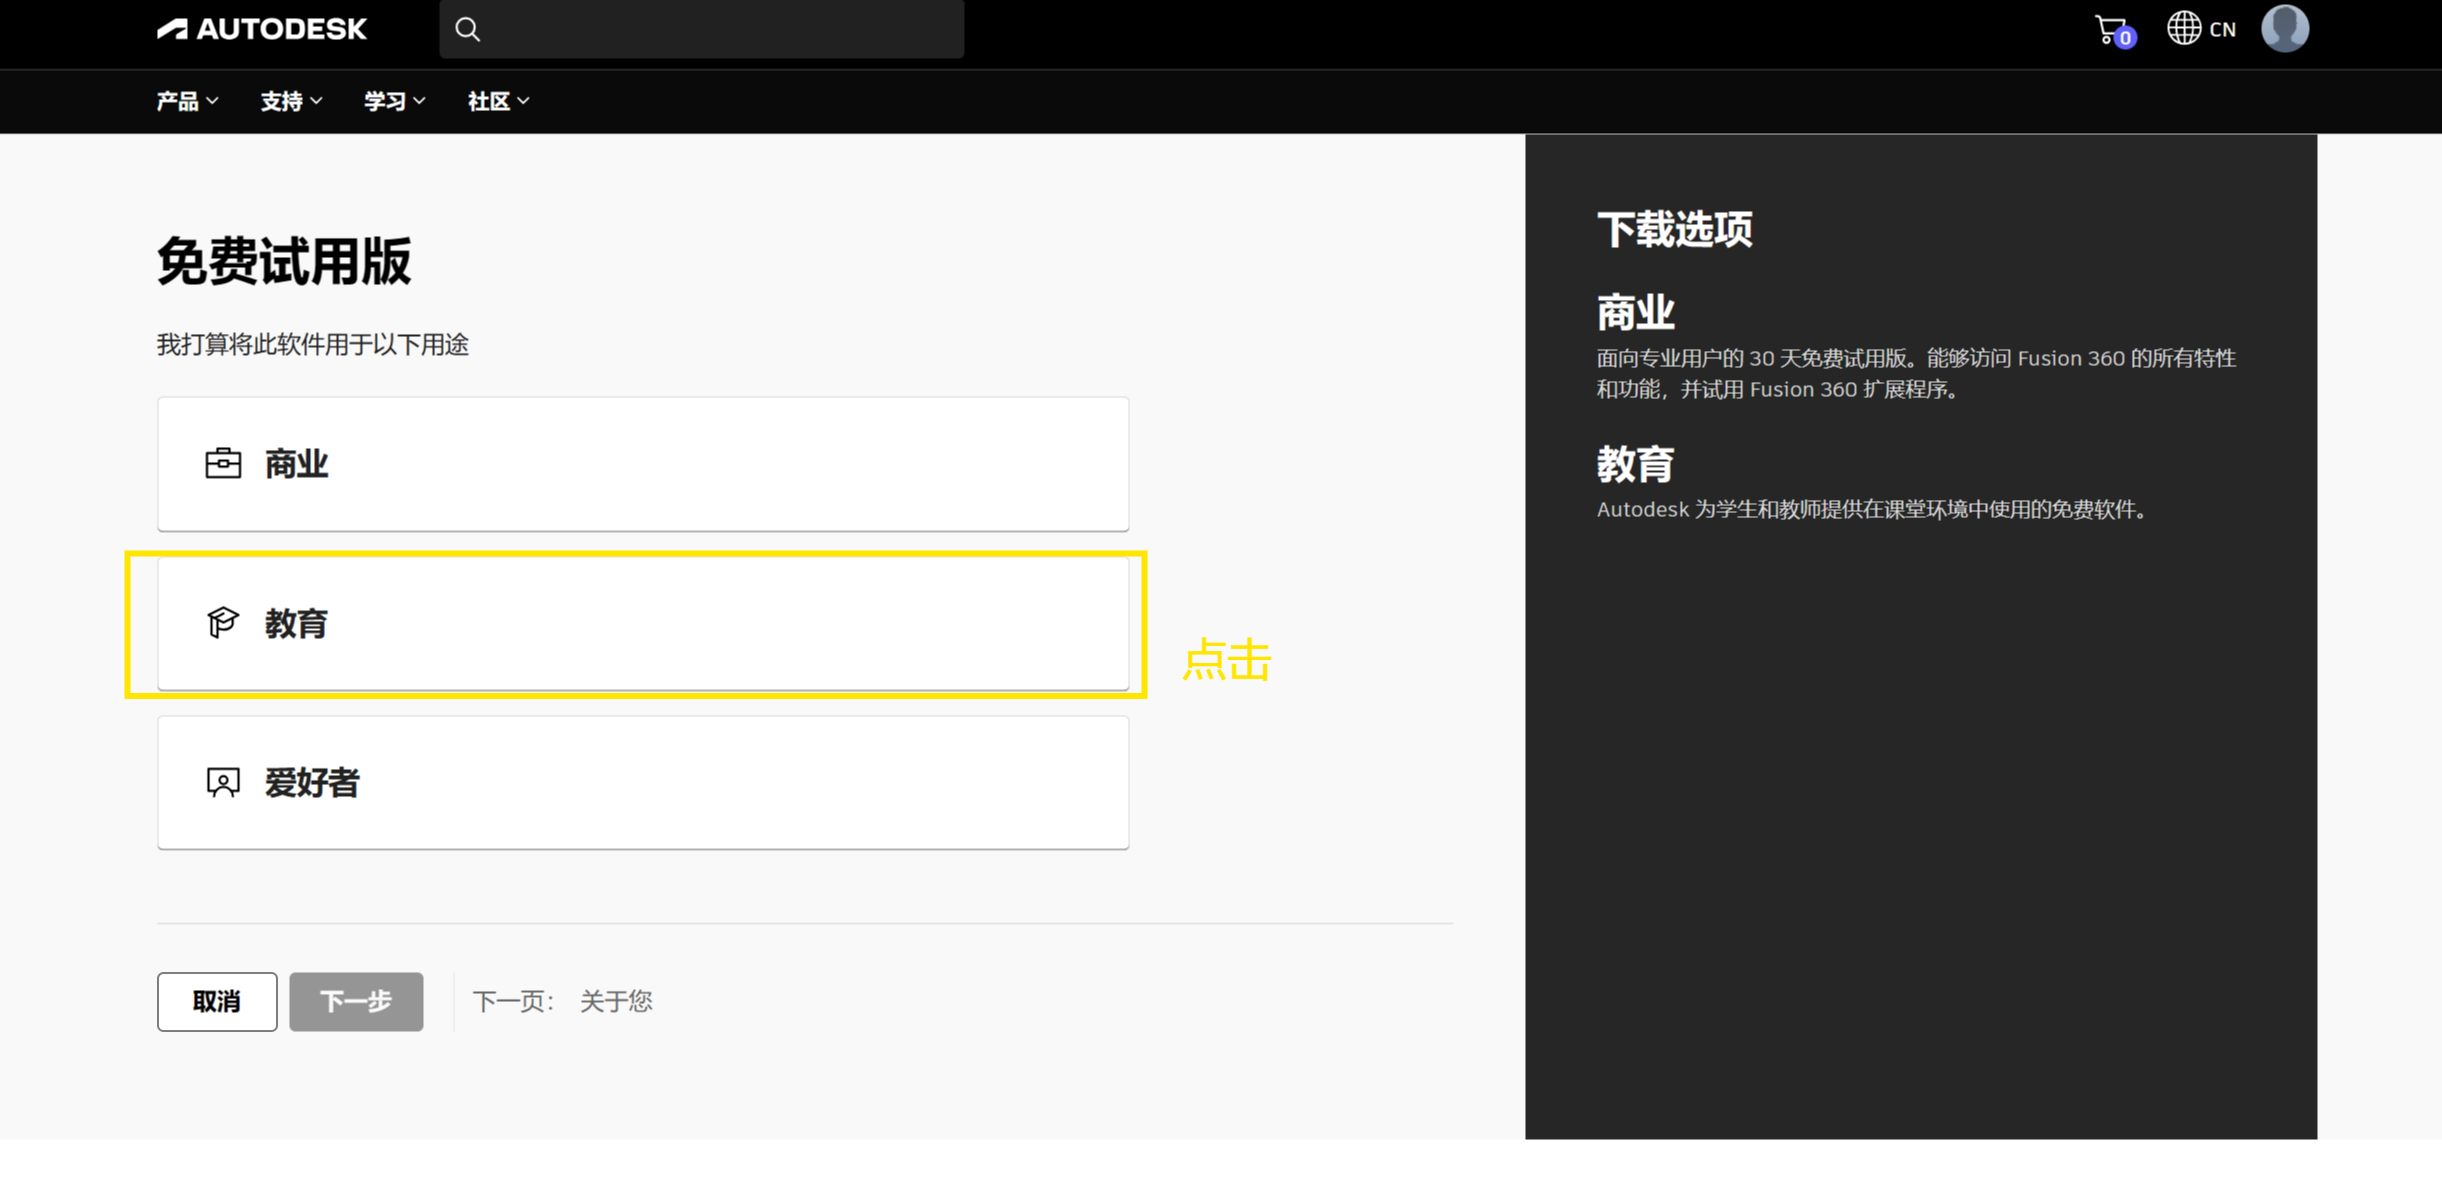 AUTODESK
0
CN
产品
支持
学习
社区
免费试用版
我打算将此软件用于以下用途
商业
教育
点击
爱好者
取消
下一步
下一页： 关于您
下载选项
商业
面向专业用户的 30 天免费试用版。能够访问 Fusion 360 的所有特性
和功能，并试用 Fusion 360 扩展程序。
教育
Autodesk 为学生和教师提供在课堂环境中使用的免费软件。